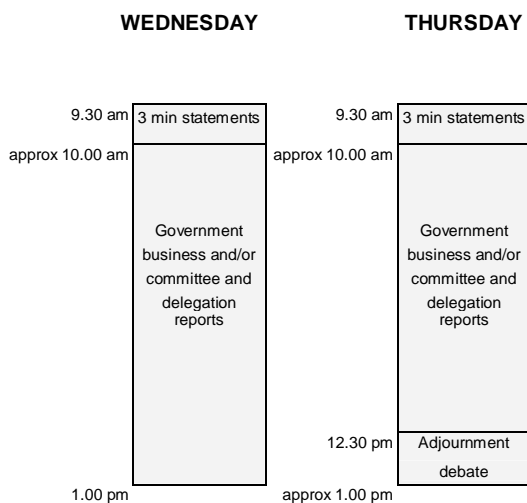 WEDNESDAY
9.30 am
3 min statements
approx 10.00 am
Government
business and/or
committee and
delegation
reports
1.00 pm
THURSDAY
9.30 am
3 min statements
approx 10.00 am
Government
business and/or
committee and
delegation
reports
12.30 pm
Adjournment
debate
approx 1.00 pm